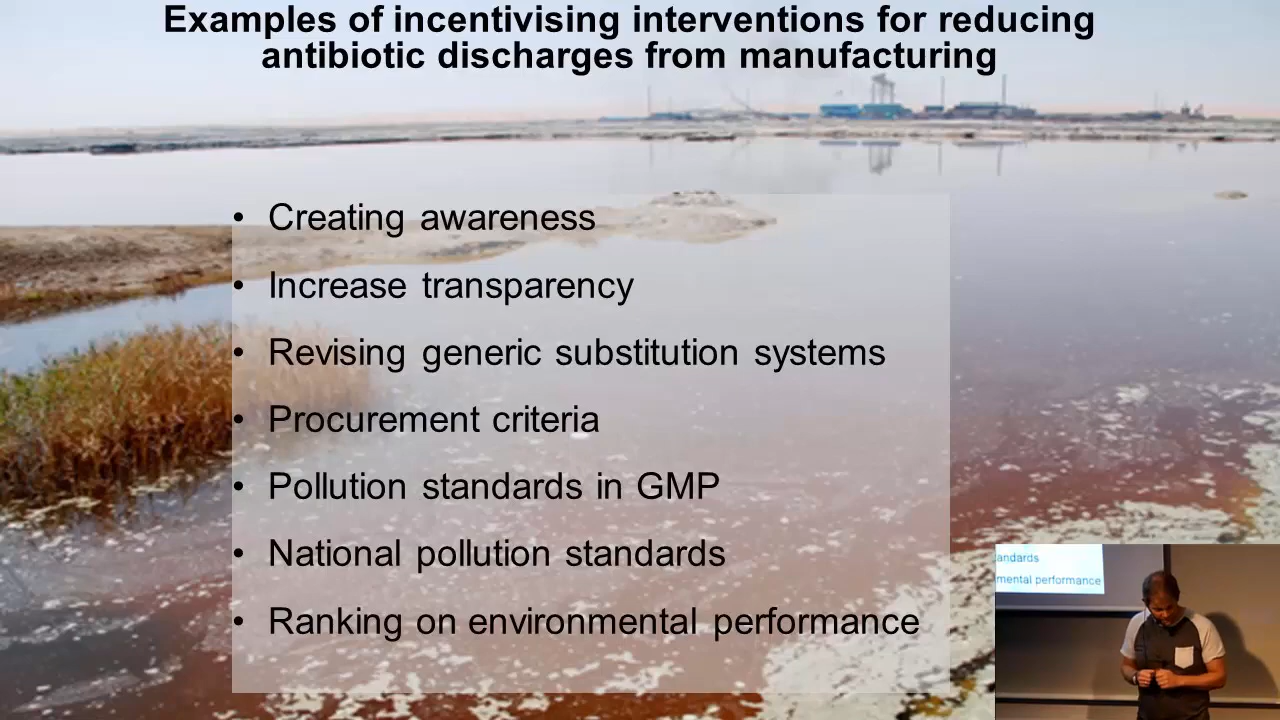 Examples of incentivising interventions for reducing
antibiotic discharges from manufacturing
• Creating awareness
• Increase transparency
• Revising generic substitution systems
• Procurement criteria
• Pollution standards in GMP
• National pollution standards
• Ranking on environmental performance
andards
mental performance